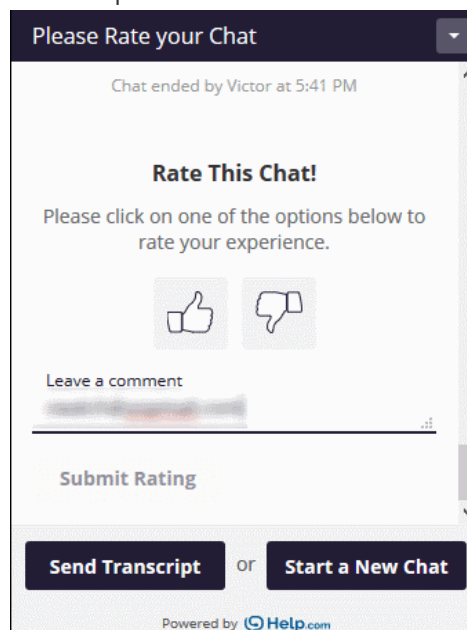 Please Rate your Chat
Chat ended by Victor at 5:41 PM
Rate This Chat!
Please click on one of the options below to
rate your experience.
Leave a comment
Submit Rating
Send Transcript or Start a New Chat
Powered by Help.com